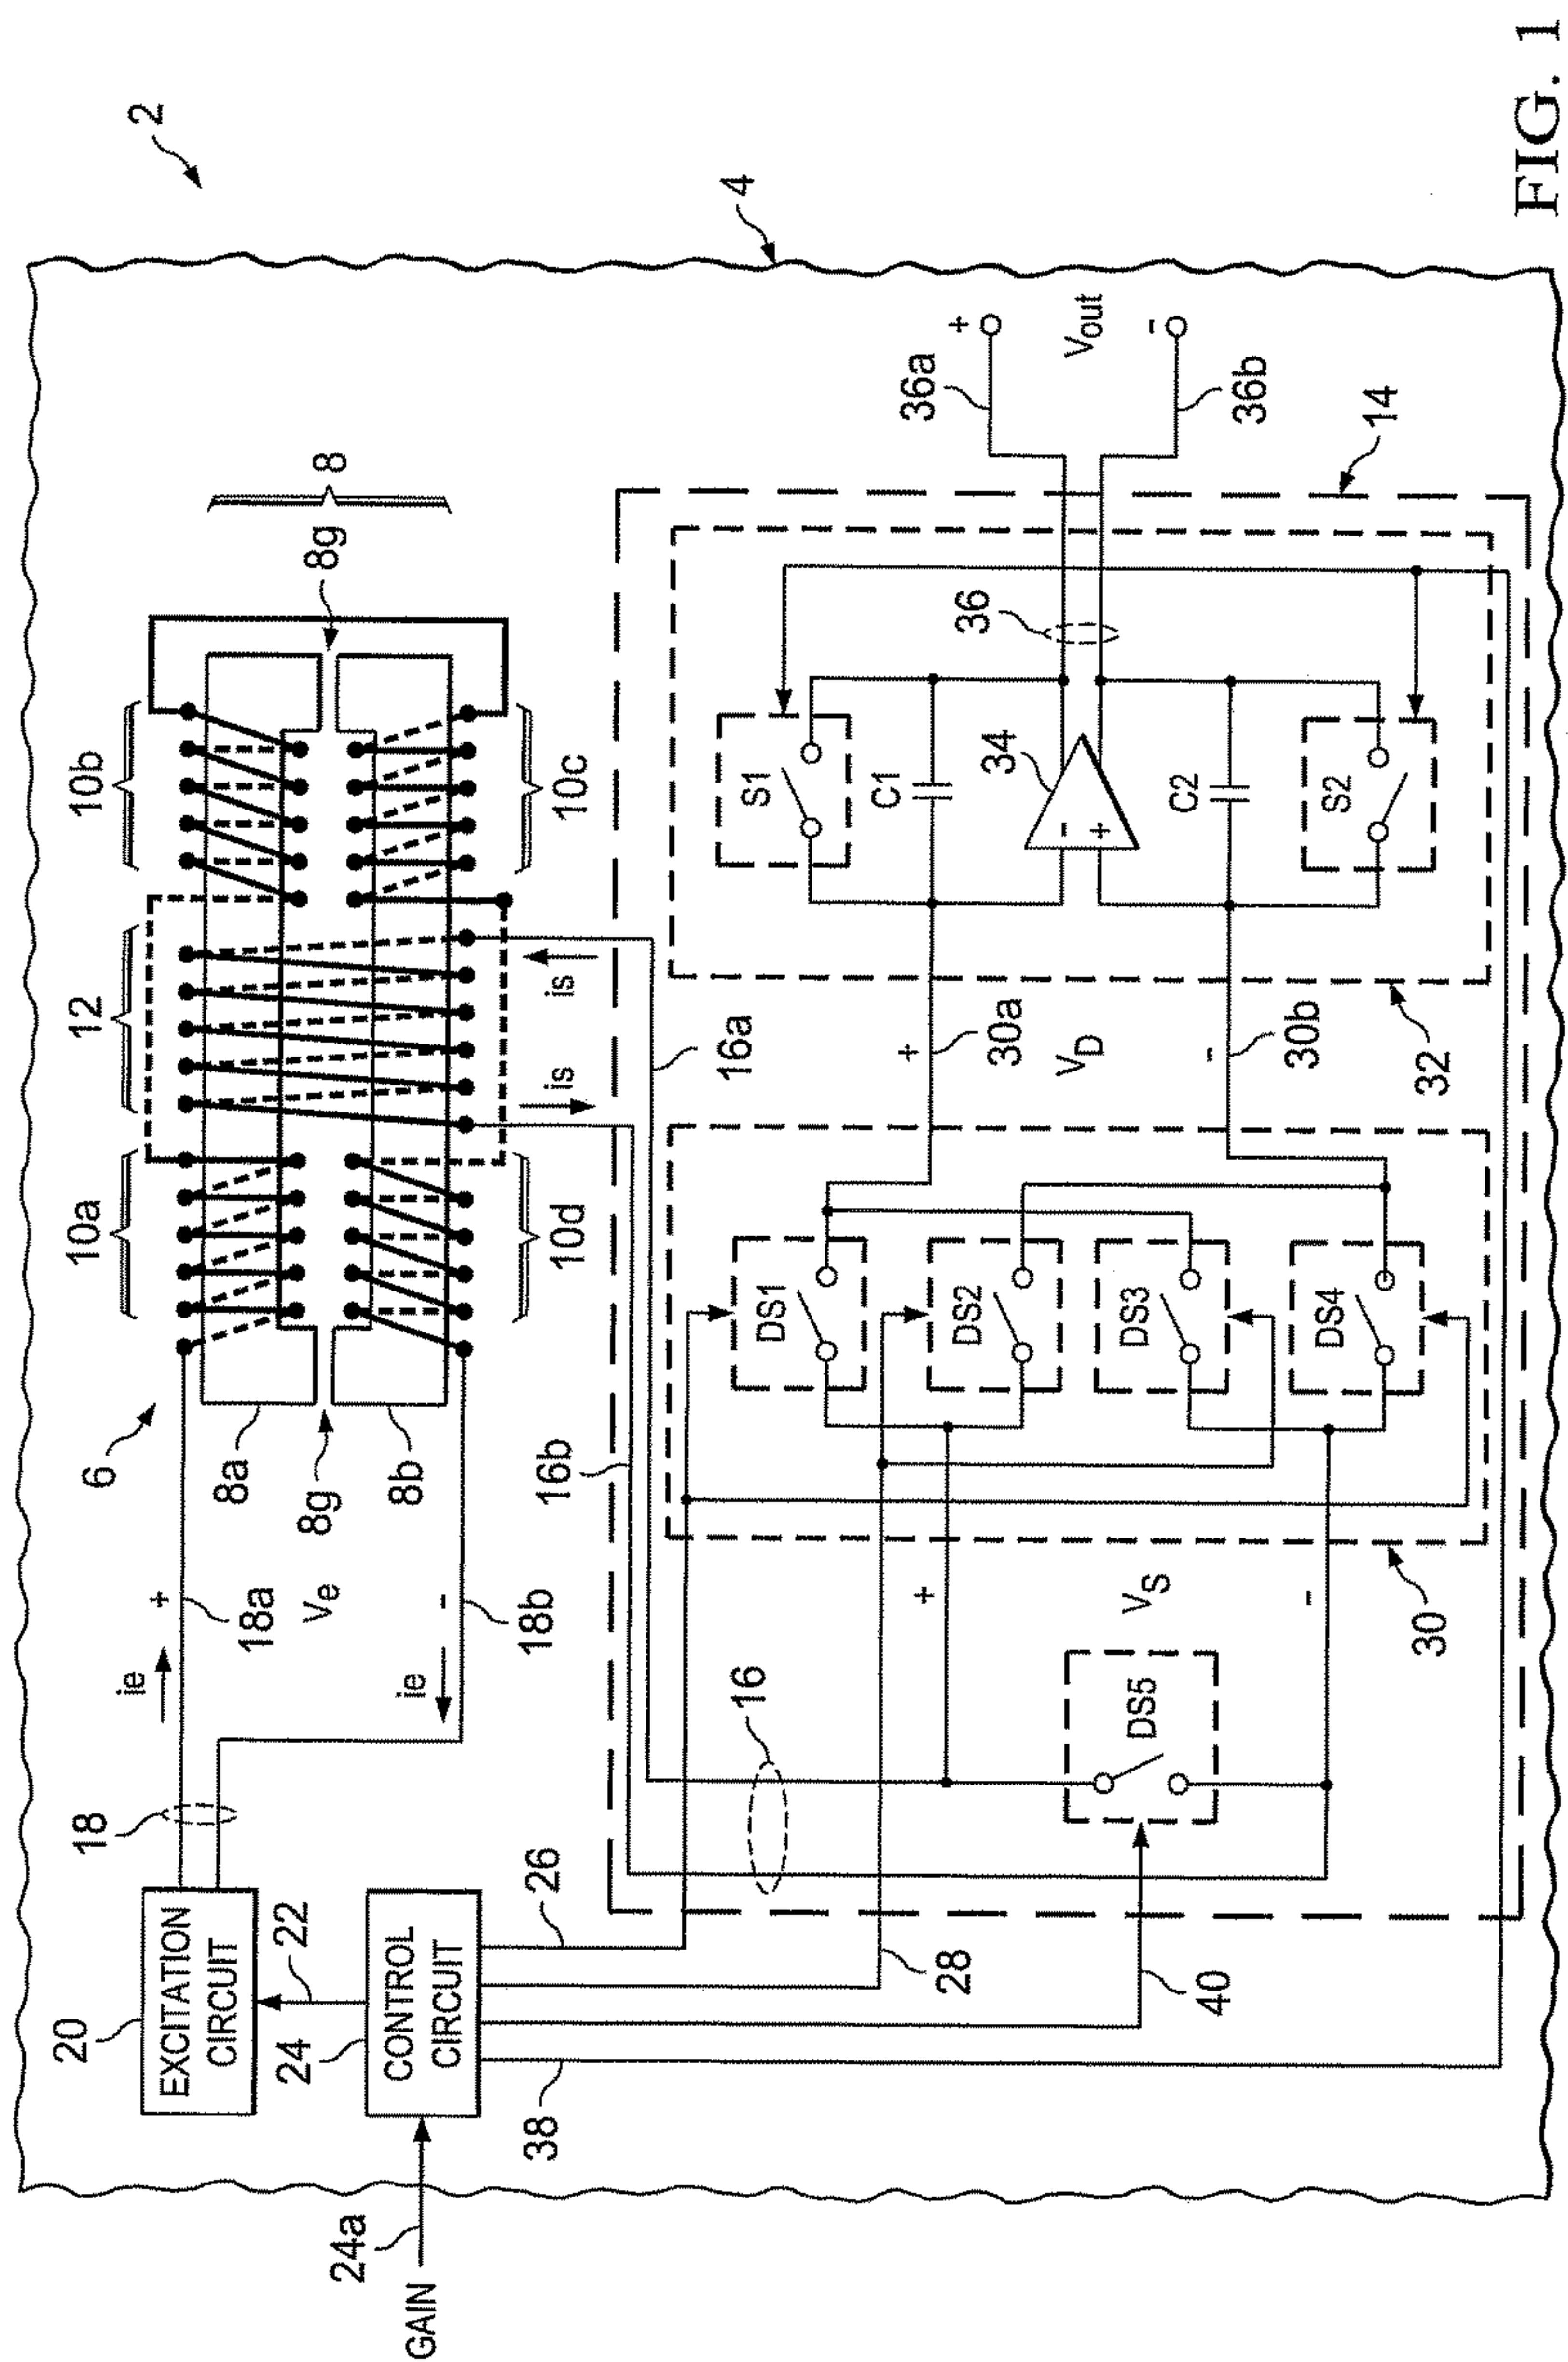 2
4
6
8
8g
10b
12
10a
10c
10d
8a
8g
8b
is
is
16a
16b
18
ie
+
18a
Ve
ie
-
18b
20
EXCITATION
CIRCUIT
22
24
CONTROL
CIRCUIT
24a
GAIN
26
28
40
38
16
DS5
+
VS
-
30
DS1
DS2
DS3
DS4
+
30a
VD
-
30b
32
S1
C1
34
-
+
C2
S2
36
14
36a
+
Vout
-
36b
FIG. 1